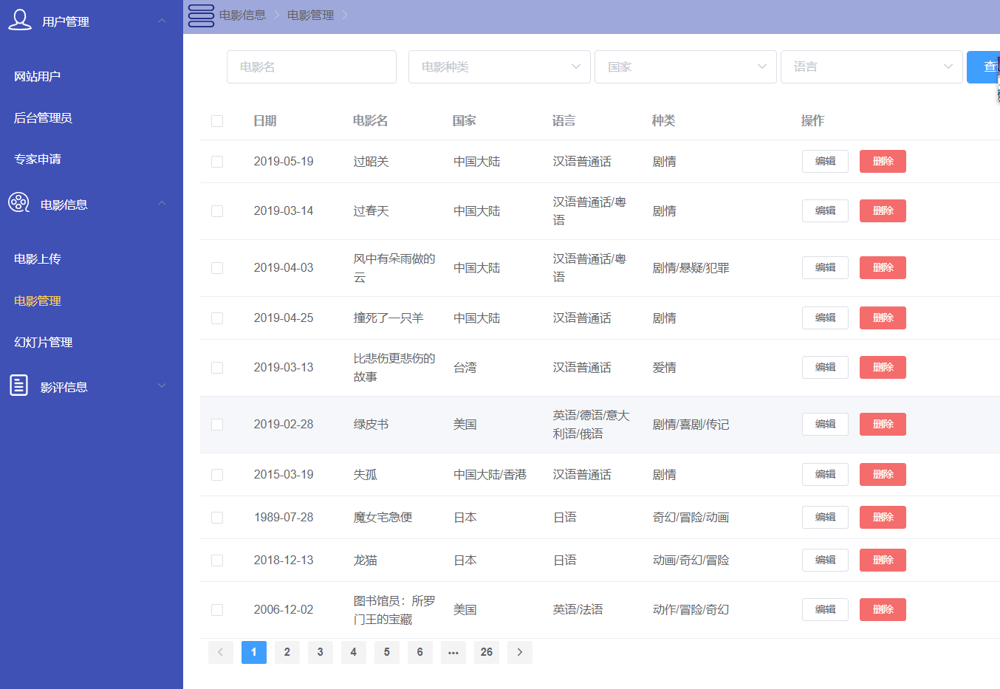 用户管理
网站用户
后台管理员
专家申请
电影信息
电影上传
电影管理
幻灯片管理
影评信息
电影信息 电影管理
电影名 电影种类 国家 语言
日期 电影名 国家 语言 种类 操作
2019-05-19 过昭关 中国大陆 汉语普通话 剧情 编辑 删除
2019-03-14 过春天 中国大陆 汉语普通话/粤
语 剧情 编辑 删除
2019-04-03 风中有朵雨做的
云 中国大陆 汉语普通话/粤
语 剧情/悬疑/犯罪 编辑 删除
2019-04-25 撞死了一只羊 中国大陆 汉语普通话 剧情 编辑 删除
2019-03-13 比悲伤更悲伤的
故事 台湾 汉语普通话 爱情 编辑 删除
2019-02-28 绿皮书 美国 英语/德语/意大
利语/俄语 剧情/喜剧/传记 编辑 删除
2015-03-19 失孤 中国大陆/香港 汉语普通话 剧情 编辑 删除
1989-07-28 魔女宅急便 日本 日语 奇幻/冒险/动画 编辑 删除
2018-12-13 龙猫 日本 日语 动画/奇幻/冒险 编辑 删除
2006-12-02 图书馆员：所罗
门王的宝藏 美国 英语/法语 动作/冒险/奇幻 编辑 删除
1 2 3 4 5 6 ••• 26